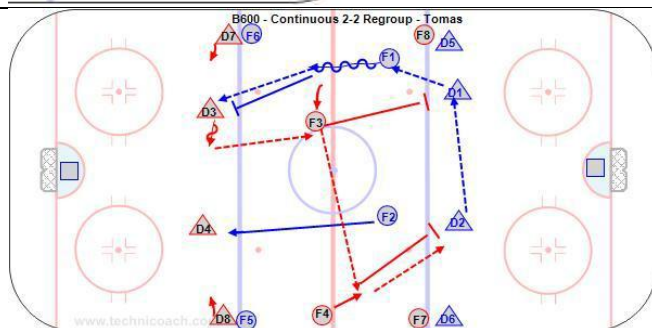 B600 - Continuous 2-2 Regroup - Tomas
D7 F6 F8 D5
F1
D3 D1
F3
D4 F2 D2
D8 F5 F4 F7 D6
www.technicoach.co